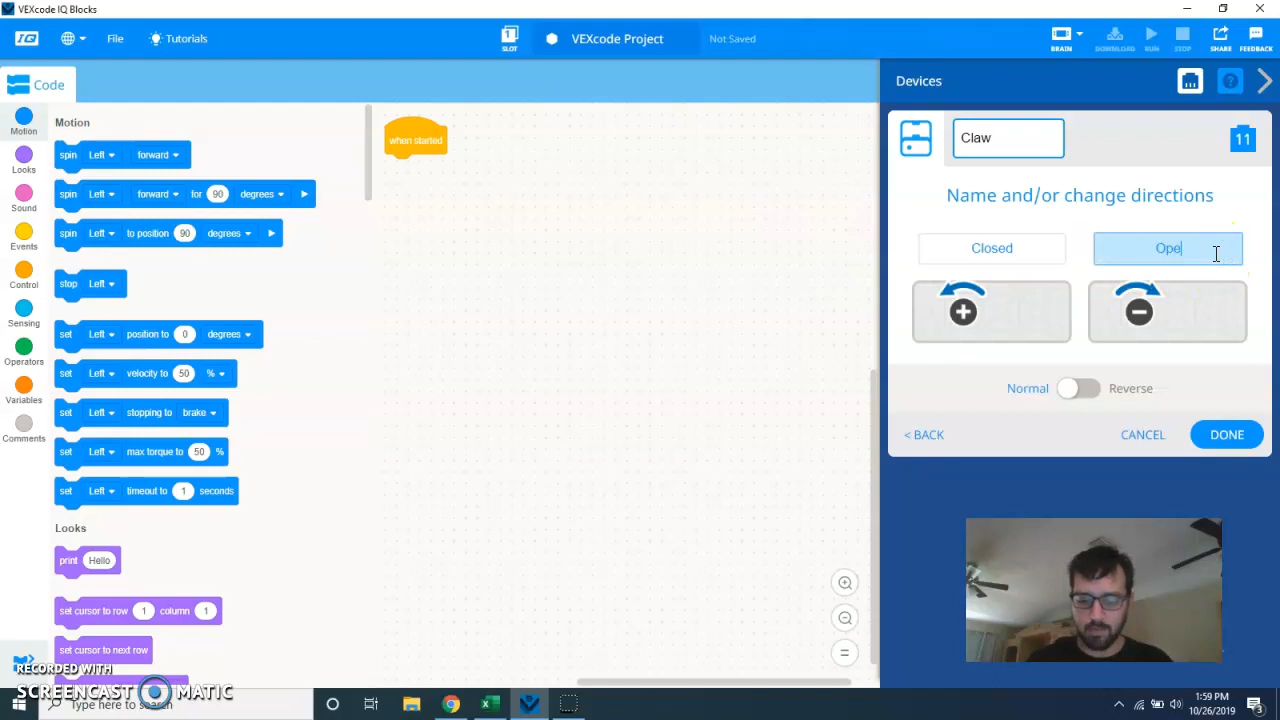 VEXcode IQ Blocks
IQ
File
Tutorials
1
SLOT
VEXcode Project
Not Saved
BRAIN
DOWNLOAD
RUN
STOP
SHARE
FEEDBACK
Code
Devices
Motion
Looks
Sound
Events
Control
Sensing
Operators
Variables
Comments
Motion
spin Left forward
spin Left forward for 90 degrees
spin Left to position 90 degrees
stop Left
set Left position to 0 degrees
set Left velocity to 50 %
set Left stopping to brake
set Left max torque to 50 %
set Left timeout to 1 seconds
Looks
print Hello
set cursor to row 1 column 1
set cursor to next row
when started
Claw
11
Name and/or change directions
Closed
Ope
Normal
Reverse
< BACK
CANCEL
DONE
RECORDED WITH
SCREENCAST MATIC
Type here to search
1:59 PM
10/26/2019
3